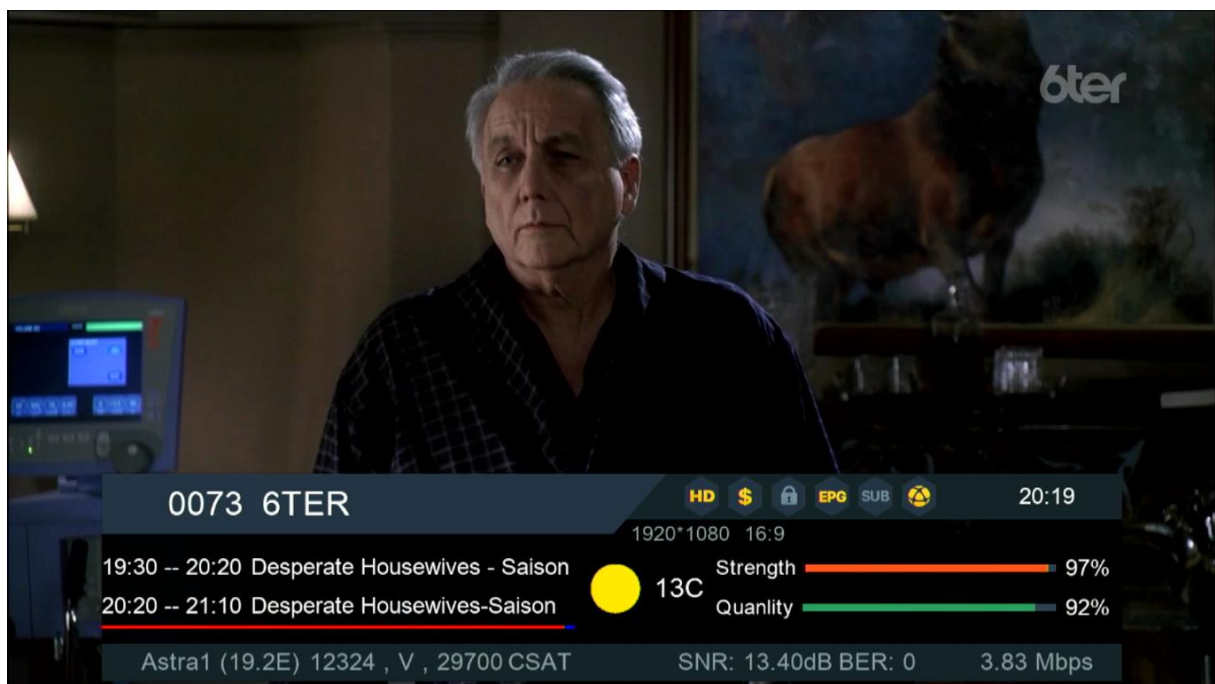 6ter
0073 6TER
HD $ EPG SUB
20:19
1920*1080 16:9
19:30 -- 20:20 Desperate Housewives - Saison
20:20 -- 21:10 Desperate Housewives-Saison
13C
Strength 97%
Quanlity 92%
Astra1 (19.2E) 12324 , V , 29700 CSAT
SNR: 13.40dB BER: 0
3.83 Mbps